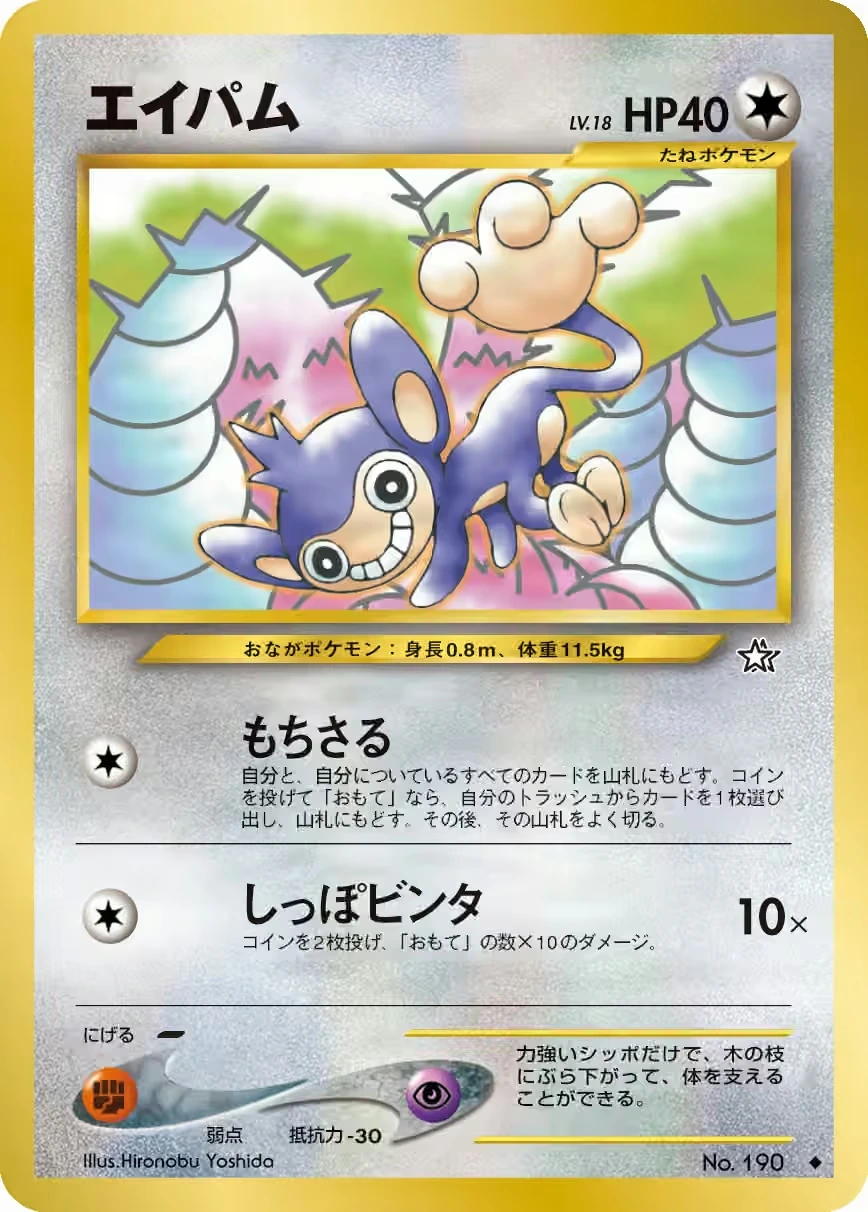 エイパム
LV.18 HP40
たねポケモン
おながポケモン：身長0.8m、体重11.5kg
もちさる
自分と、自分についているすべてのカードを山札にもどす。コイン
を投げて「おもて」なら、自分のトラッシュからカードを1枚選び
出し、山札にもどす。その後、その山札をよく切る。
しっぽビンタ
10×
コインを2枚投げ、「おもて」の数×10のダメージ。
にげる
力強いシッポだけで、木の枝
にぶら下がって、体を支える
ことができる。
弱点 抵抗力-30
Illus.Hironobu Yoshida
No. 190